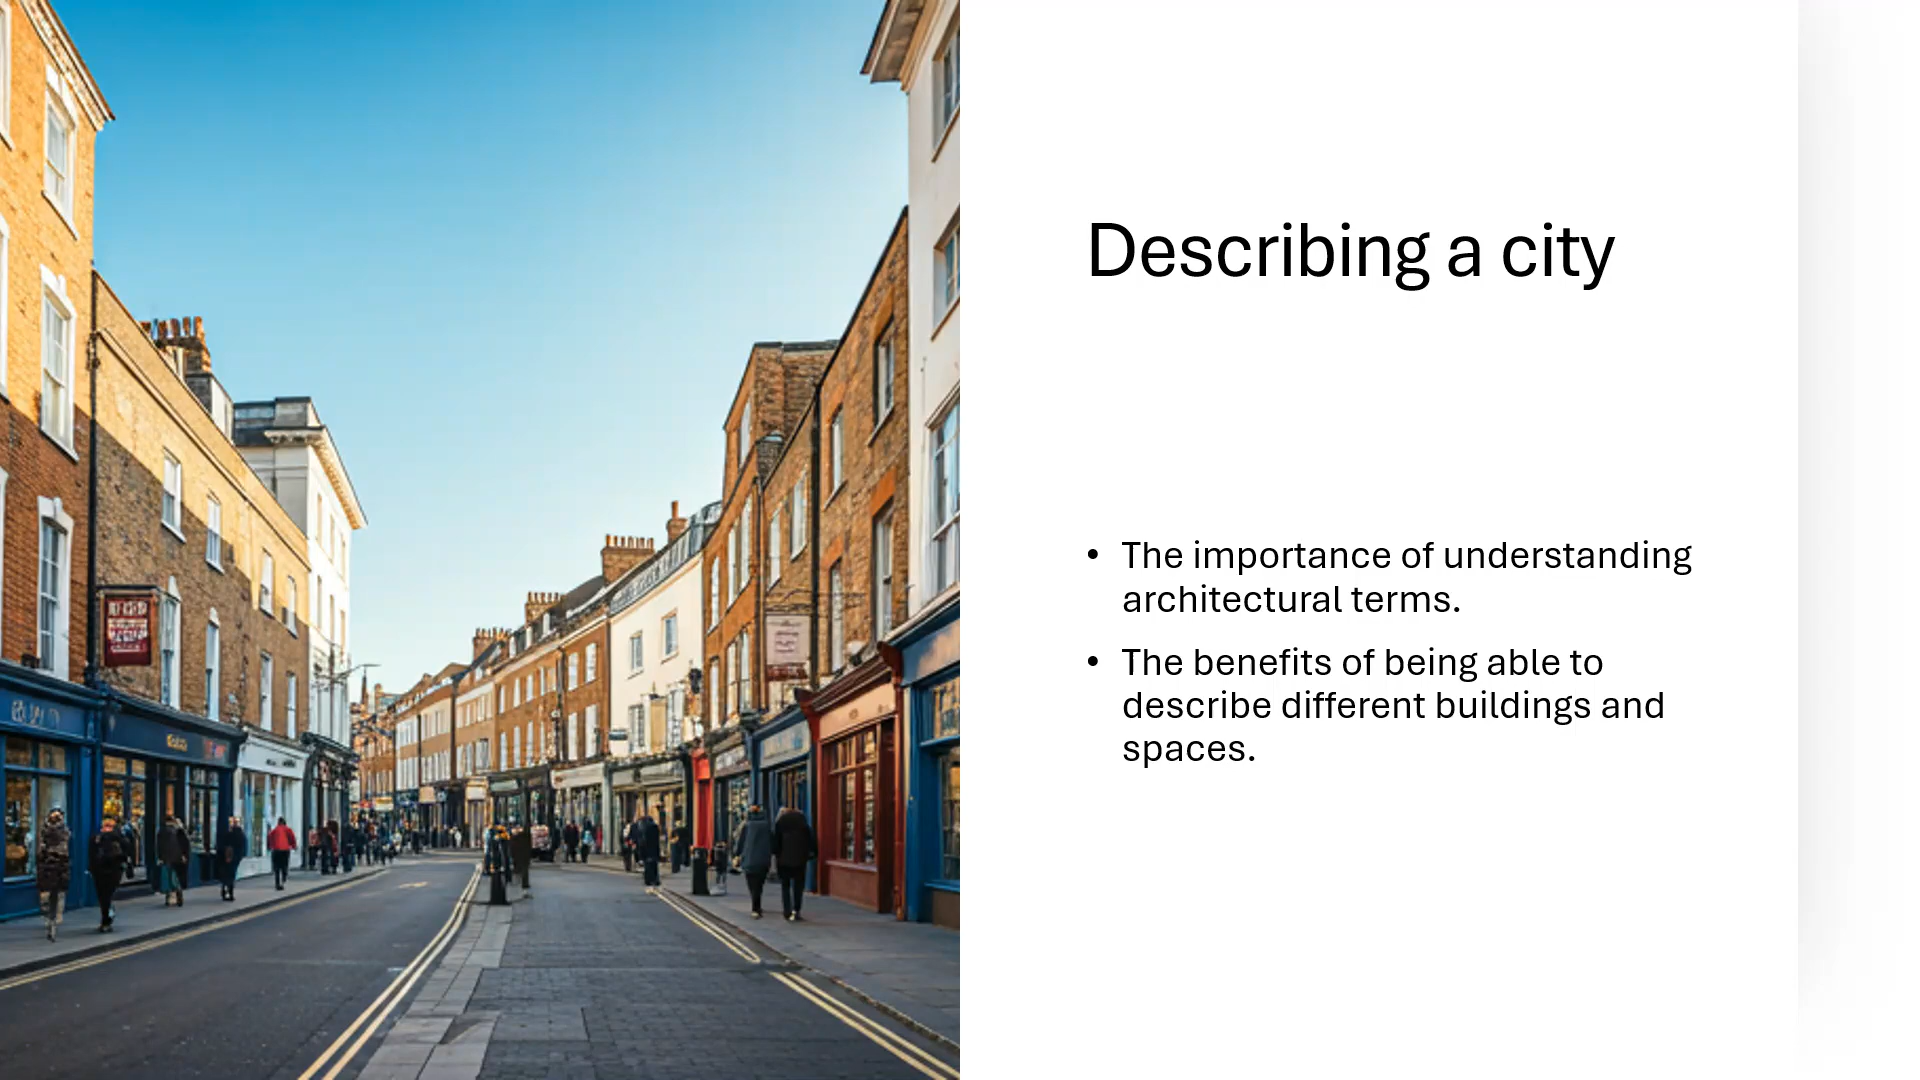 Describing a city
• The importance of understanding
architectural terms.
• The benefits of being able to
describe different buildings and
spaces.